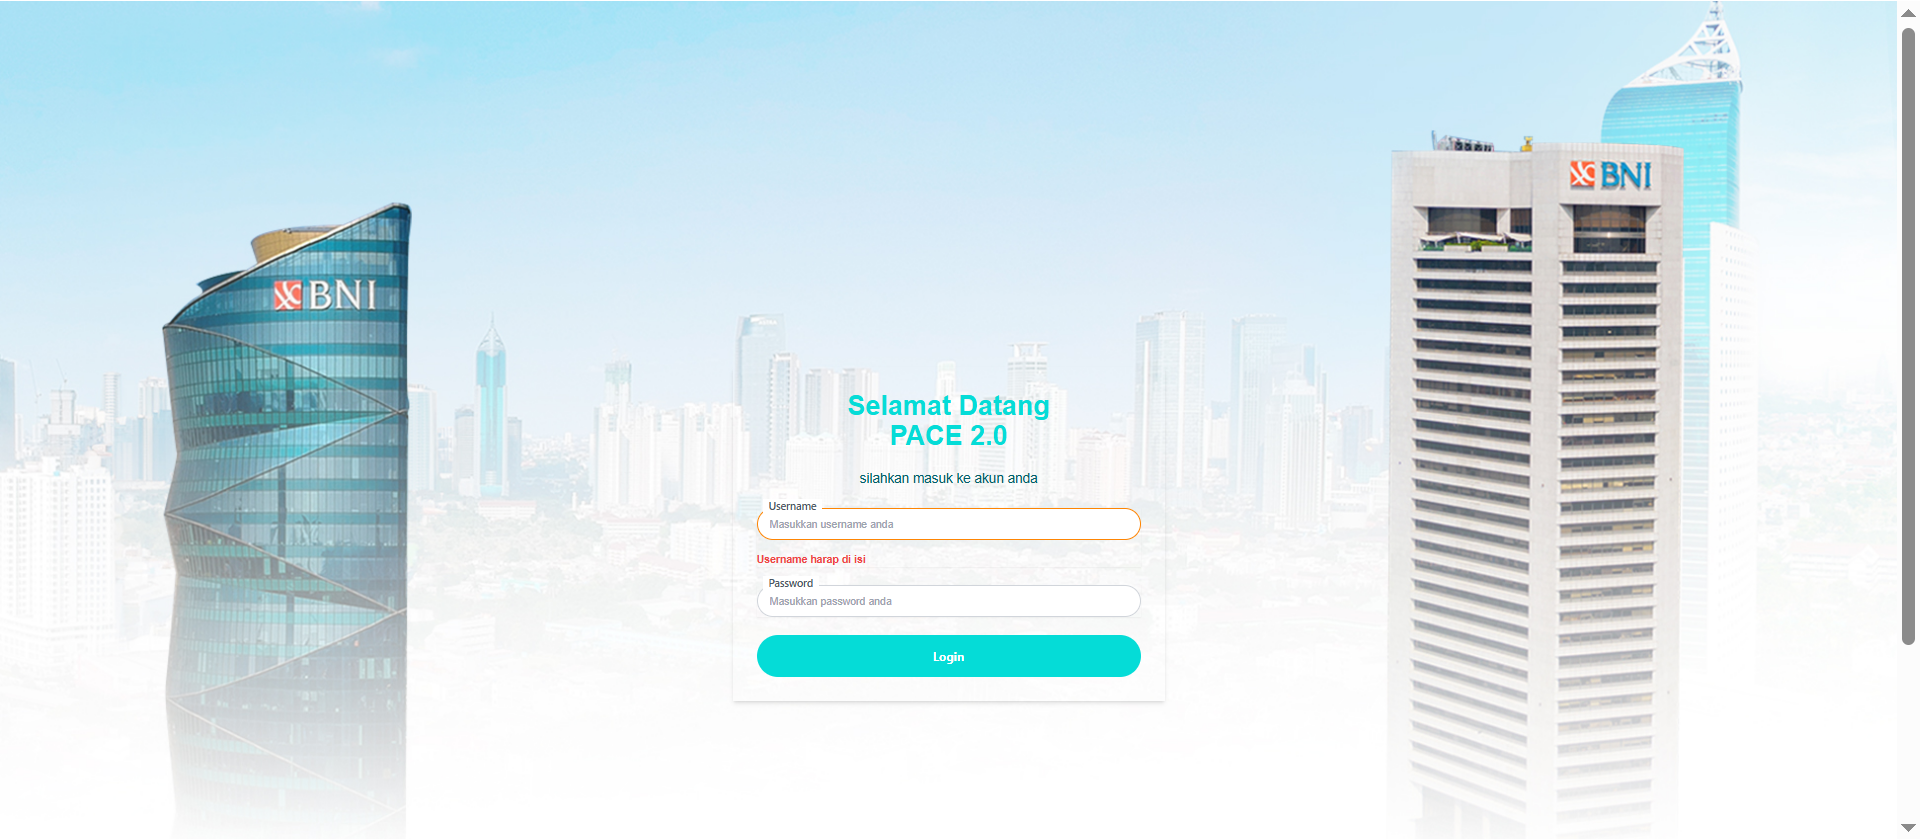 BNI
BNI
Selamat Datang
PACE 2.0
silahkan masuk ke akun anda
Username
Masukkan username anda
Username harap di isi
Password
Masukkan password anda
Login